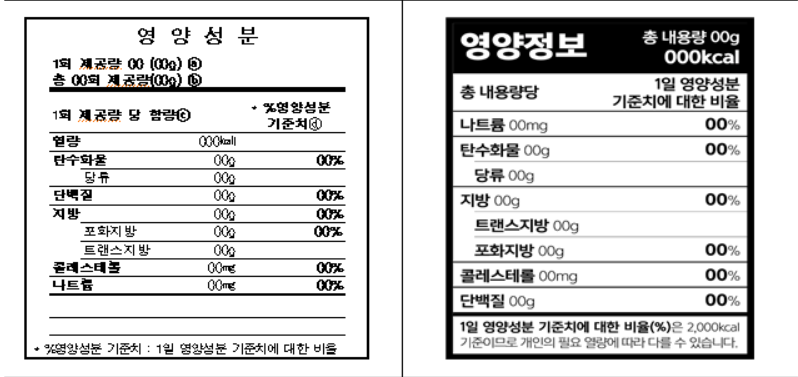 영 양 성 분
1회 제공량 00 (00g) ⓐ
총 00회 제공량(00g) ⓑ
1회 제공량 당 함량ⓒ
* %영양성분
기준치ⓓ
열량 000kcal
탄수화물 00g 00%
당류 00g
단백질 00g 00%
지방 00g 00%
포화지방 00g 00%
트랜스지방 00g
콜레스테롤 00mg 00%
나트륨 00mg 00%
* %영양성분 기준치 : 1일 영양성분 기준치에 대한 비율
영양정보
총 내용량 00g
000kcal
총 내용량당
1일 영양성분
기준치에 대한 비율
나트륨 00mg 00%
탄수화물 00g 00%
당류 00g
지방 00g 00%
트랜스지방 00g
포화지방 00g 00%
콜레스테롤 00mg 00%
단백질 00g 00%
1일 영양성분 기준치에 대한 비율(%)은 2,000kcal
기준이므로 개인의 필요 열량에 따라 다를 수 있습니다.